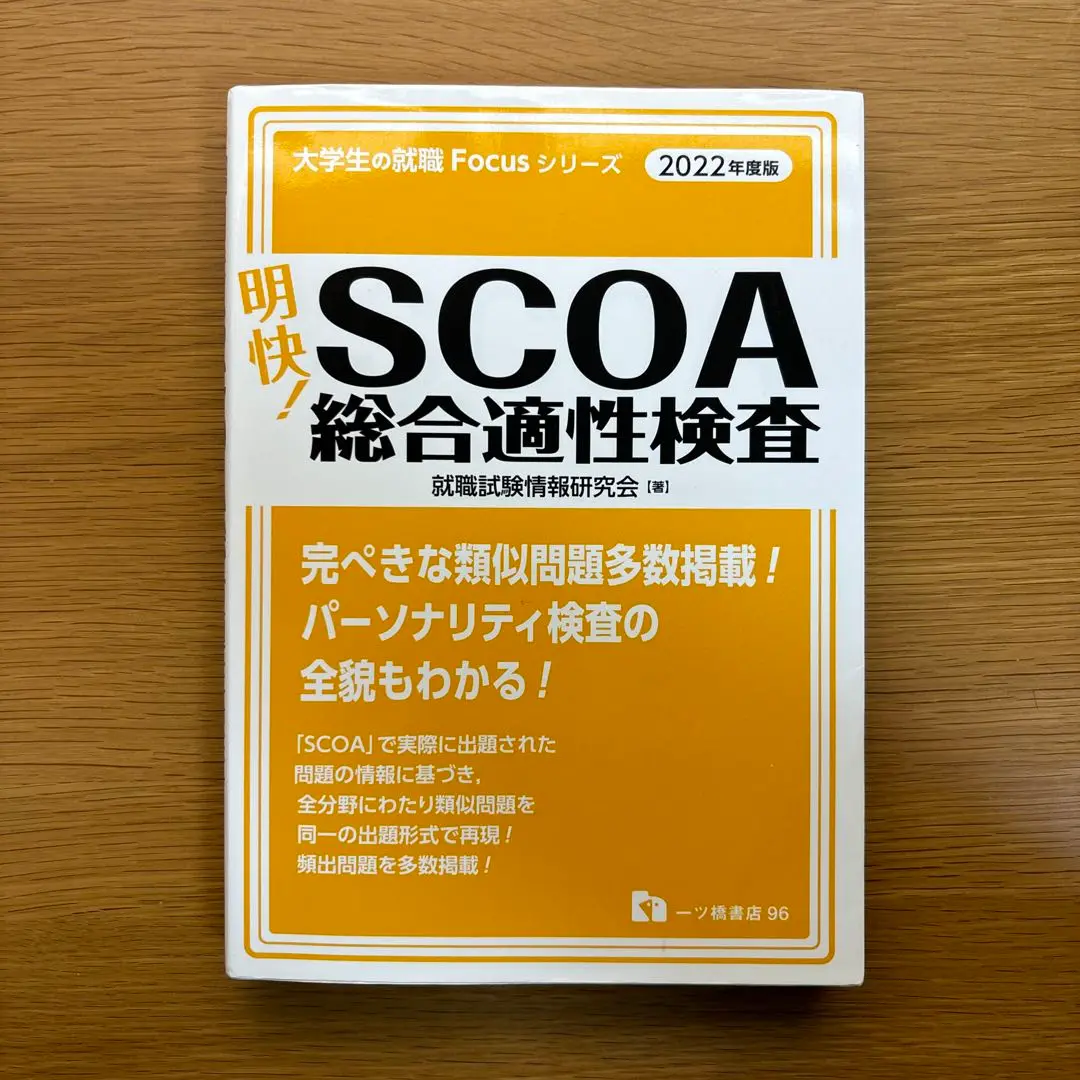 大学生の就職 Focus シリーズ 2022年度版
明快!
SCOA
総合適性検査
就職試験情報研究会【著】
完ぺきな類似問題多数掲載!
パーソナリティ検査の
全貌もわかる!
「SCOA」で実際に出題された
問題の情報に基づき,
全分野にわたり類似問題を
同一の出題形式で再現!
頻出問題を多数掲載!
一ツ橋書店 96